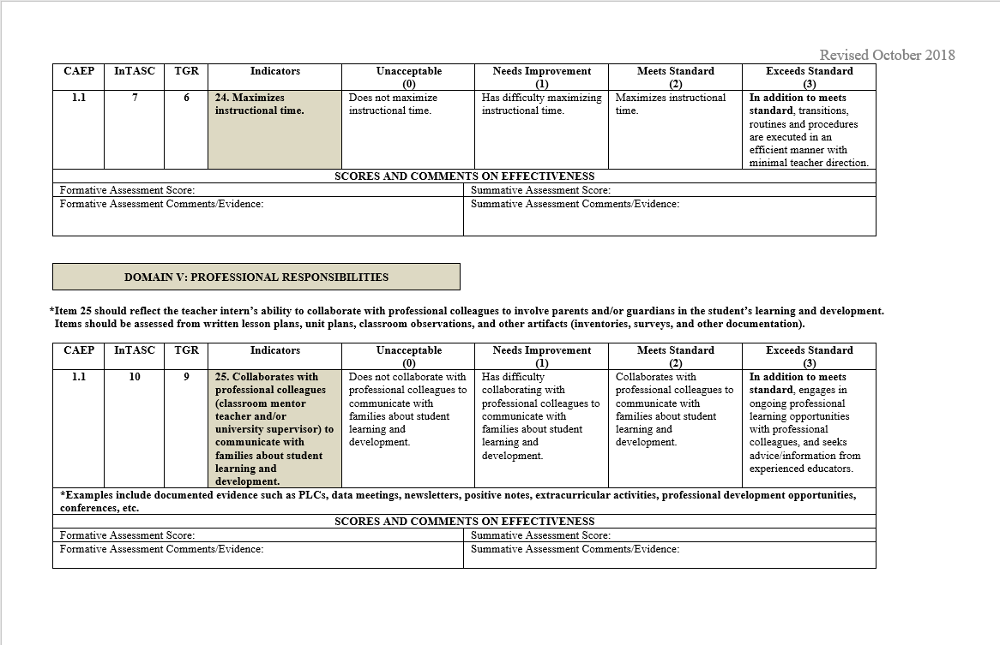 Revised October 2018
CAEP InTASC TGR Indicators Unacceptable (0) Needs Improvement (1) Meets Standard (2) Exceeds Standard (3)
1.1 7 6
24. Maximizes
instructional time.
Does not maximize
instructional time.
Has difficulty maximizing
instructional time.
Maximizes instructional
time.
In addition to meets
standard, transitions,
routines and procedures
are executed in an
efficient manner with
minimal teacher direction.
SCORES AND COMMENTS ON EFFECTIVENESS
Formative Assessment Score: Summative Assessment Score:
Formative Assessment Comments/Evidence: Summative Assessment Comments/Evidence:
DOMAIN V: PROFESSIONAL RESPONSIBILITIES
*Item 25 should reflect the teacher intern’s ability to collaborate with professional colleagues to involve parents and/or guardians in the student’s learning and development.
Items should be assessed from written lesson plans, unit plans, classroom observations, and other artifacts (inventories, surveys, and other documentation).
CAEP InTASC TGR Indicators Unacceptable (0) Needs Improvement (1) Meets Standard (2) Exceeds Standard (3)
1.1 10 9
25. Collaborates with
professional colleagues
(classroom mentor
teacher and/or
university supervisor) to
communicate with
families about student
learning and
development.
Does not collaborate with
professional colleagues to
communicate with
families about student
learning and
development.
Has difficulty
collaborating with
professional colleagues to
communicate with
families about student
learning and
development.
Collaborates with
professional colleagues to
communicate with
families about student
learning and
development.
In addition to meets
standard, engages in
ongoing professional
learning opportunities
with professional
colleagues, and seeks
advice/information from
experienced educators.
*Examples include documented evidence such as PLCs, data meetings, newsletters, positive notes, extracurricular activities, professional development opportunities,
conferences, etc.
SCORES AND COMMENTS ON EFFECTIVENESS
Formative Assessment Score: Summative Assessment Score:
Formative Assessment Comments/Evidence: Summative Assessment Comments/Evidence: